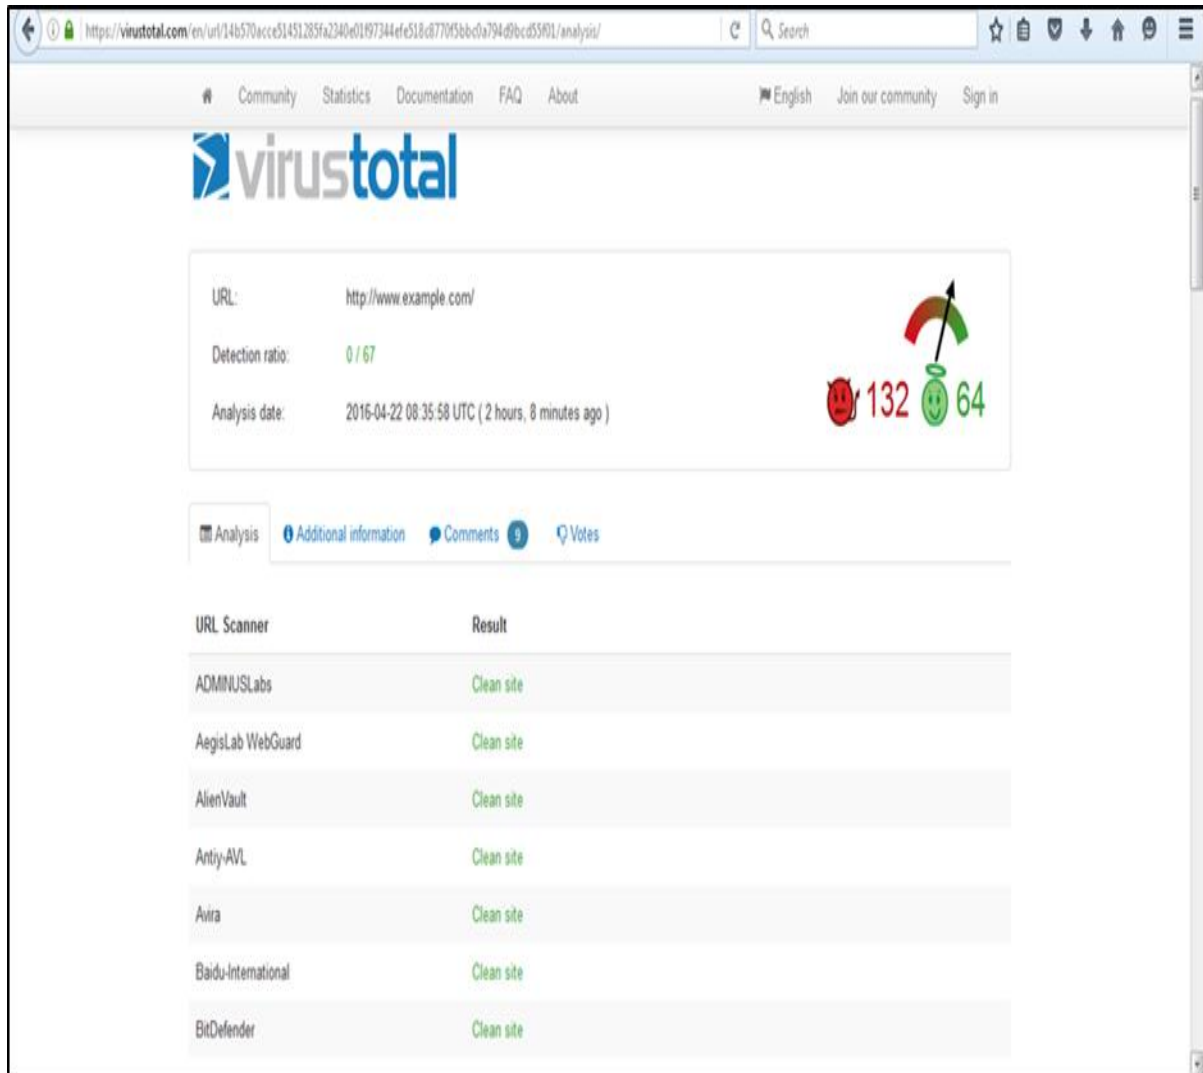 https://virustotal.com/en/url/14b570acce51451285fa2340e01f97344efe518c8770f5bbc0a794d9bcd55f01/analysis/ Search
Community Statistics Documentation FAQ About English Join our community Sign in
virustotal
URL: http://www.example.com/
Detection ratio: 0 / 67
Analysis date: 2016-04-22 08:35:58 UTC ( 2 hours, 8 minutes ago )
132 64
Analysis Additional information Comments 9 Votes
URL Scanner Result
ADMINUSLabs Clean site
AegisLab WebGuard Clean site
AlienVault Clean site
Antiy-AVL Clean site
Avira Clean site
Baidu-International Clean site
BitDefender Clean site